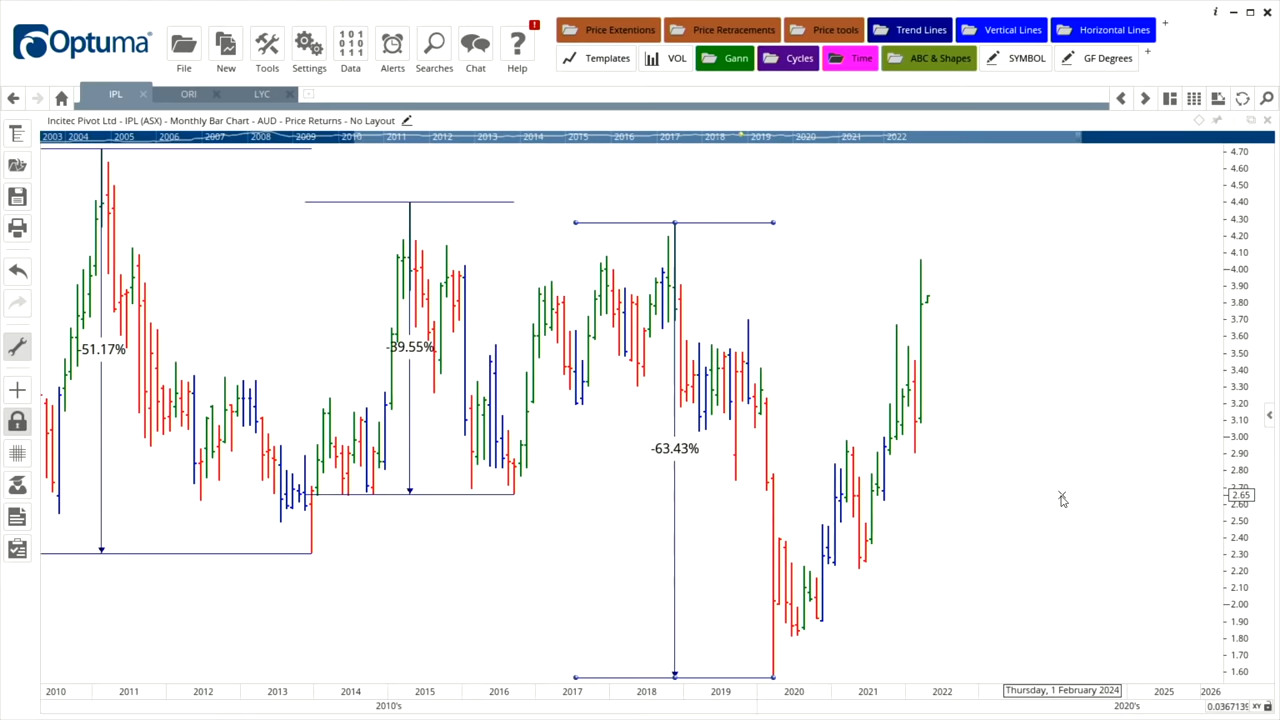 Optuma®
File
New
Tools
Settings
Data
Alerts
Searches
Chat
Help
Price Extentions
Price Retracements
Price tools
Trend Lines
Vertical Lines
Horizontal Lines
Templates
VOL
Gann
Cycles
Time
ABC & Shapes
SYMBOL
GF Degrees
IPL
ORI
LYC
Incitec Pivot Ltd - IPL (ASX) - Monthly Bar Chart - AUD - Price Returns - No Layout
2003 2004 2005 2006 2007 2008 2009 2010 2011 2012 2013 2014 2015 2016 2017 2018 2019 2020 2021 2022
4.70
4.60
4.50
4.40
4.30
4.20
4.10
4.00
3.90
3.80
3.70
3.60
3.50
3.40
3.30
3.20
3.10
3.00
2.90
2.80
2.70
2.65
2.60
2.50
2.40
2.30
2.20
2.10
2.00
1.90
1.80
1.70
1.60
-51.17%
-39.55%
-63.43%
2010 2011 2012 2013 2014 2015 2016 2017 2018 2019 2020 2021 2022 Thursday, 1 February 2024 2025 2026
2010's 2020's
0.0367139 XY